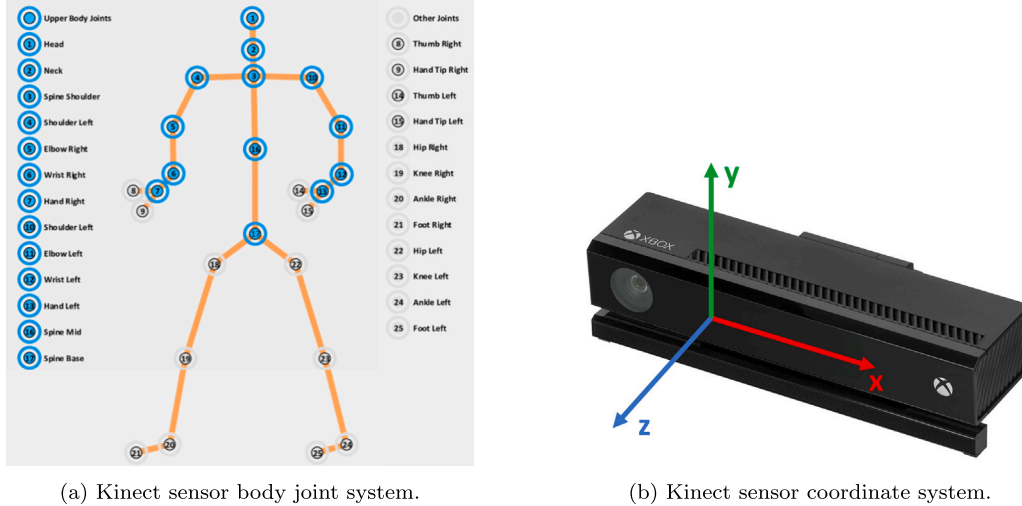 Upper Body Joints
1 Head
2 Neck
3 Spine Shoulder
4 Shoulder Left
5 Elbow Right
6 Wrist Right
7 Hand Right
10 Shoulder Left
11 Elbow Left
12 Wrist Left
13 Hand Left
16 Spine Mid
17 Spine Base
1
2
4 3 10
5 11
16
6 12
8 7 14 13
9 15
17
18 22
19 23
21 20 25 24
Other Joints
8 Thumb Right
9 Hand Tip Right
14 Thumb Left
15 Hand Tip Left
18 Hip Right
19 Knee Right
20 Ankle Right
21 Foot Right
22 Hip Left
23 Knee Left
24 Ankle Left
25 Foot Left
y
XBOX
x
z
(a) Kinect sensor body joint system.
(b) Kinect sensor coordinate system.